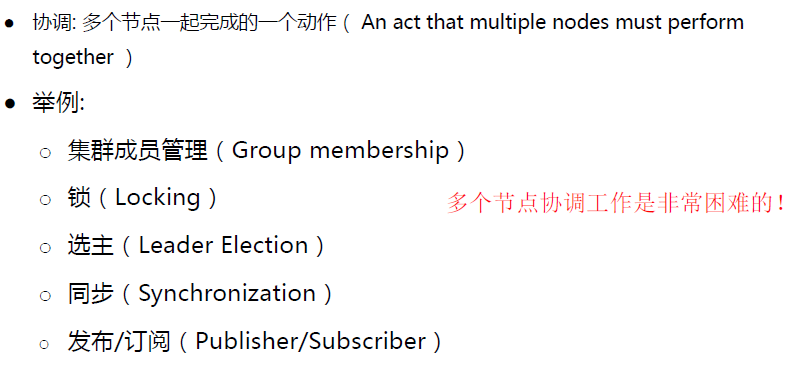 ● 协调: 多个节点一起完成的一个动作（ An act that multiple nodes must perform
together ）
● 举例:
○ 集群成员管理（Group membership）
○ 锁（Locking）
多个节点协调工作是非常困难的！
○ 选主（Leader Election）
○ 同步（Synchronization）
○ 发布/订阅（Publisher/Subscriber）